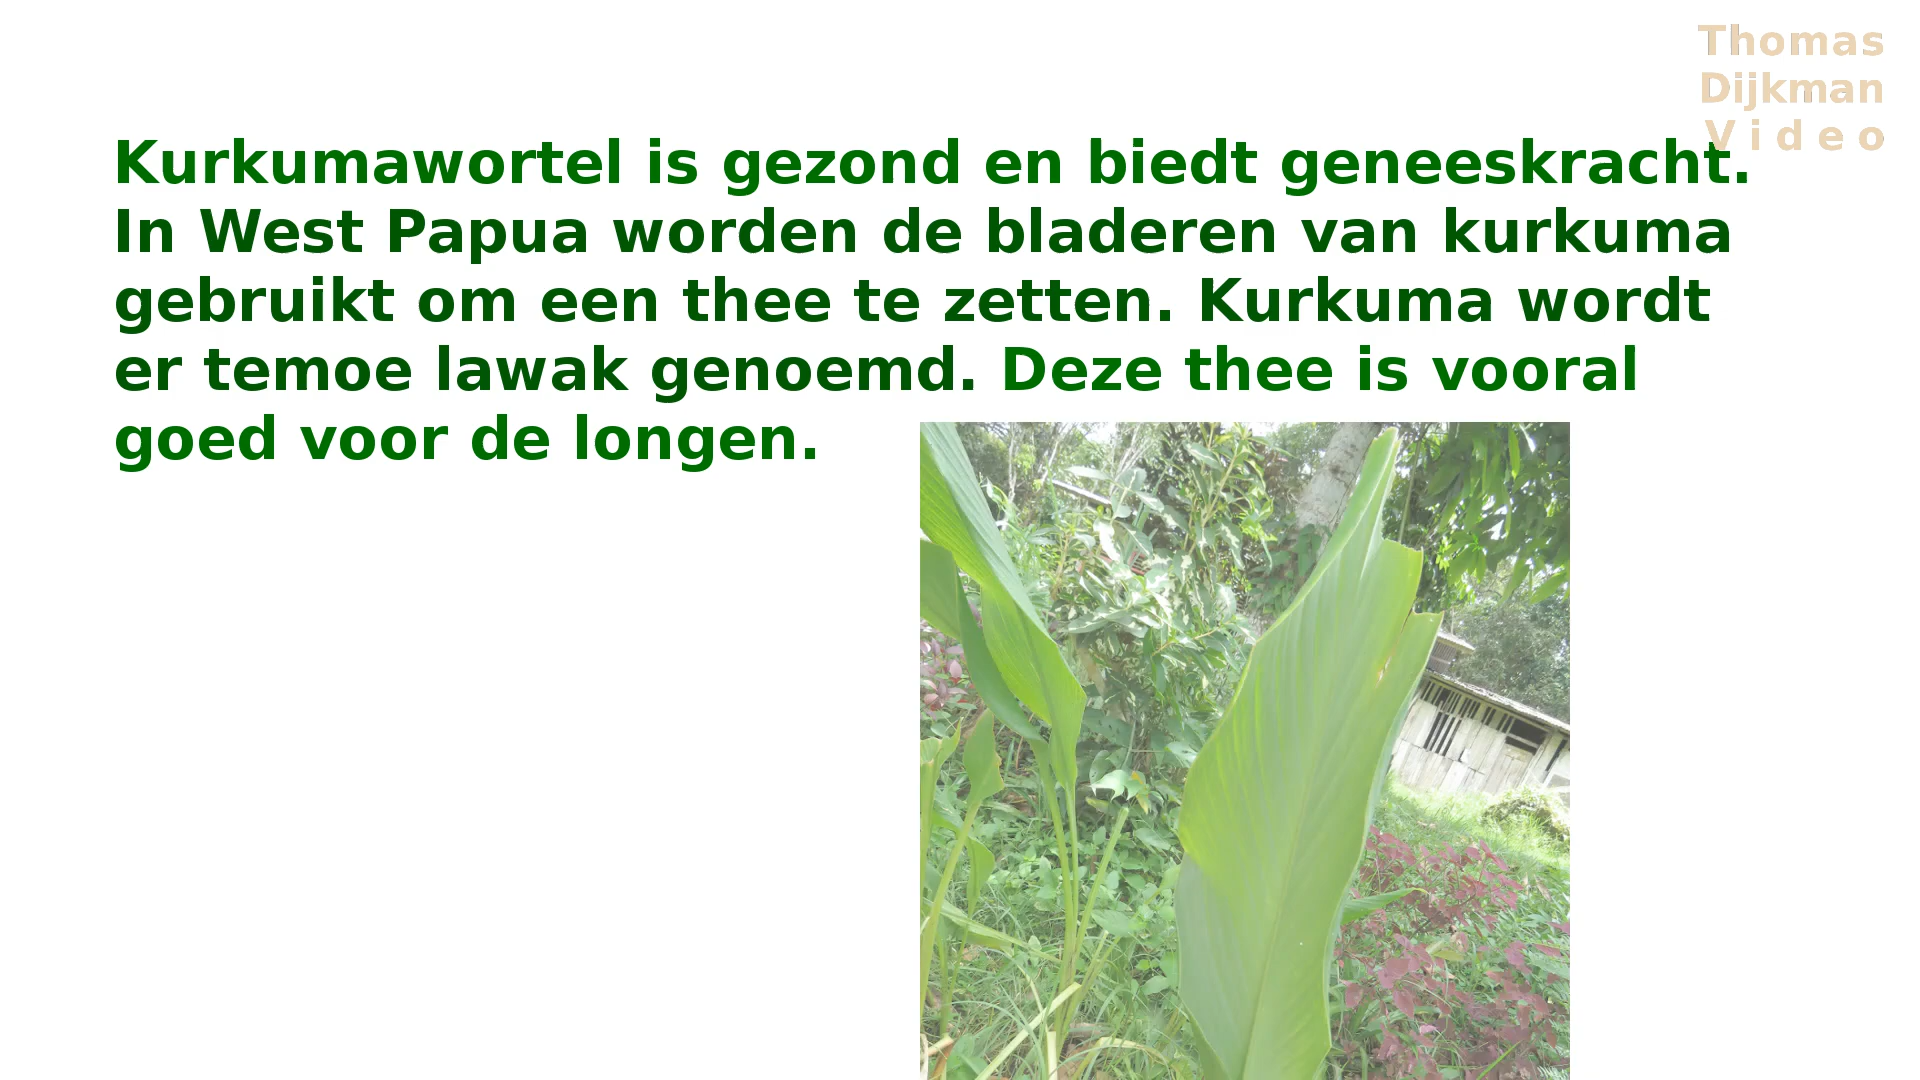 Thomas
Dijkman
Video
Kurkumawortel is gezond en biedt geneeskracht.
In West Papua worden de bladeren van kurkuma
gebruikt om een thee te zetten. Kurkuma wordt
er temoe lawak genoemd. Deze thee is vooral
goed voor de longen.